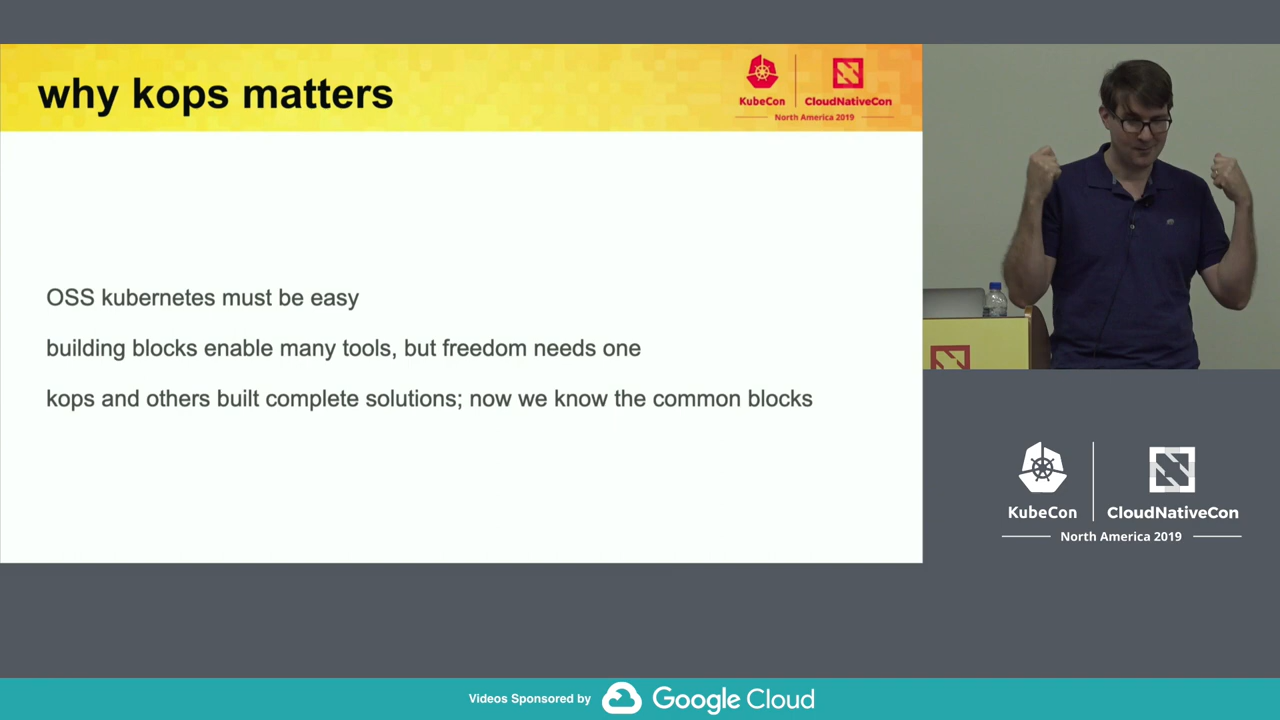 why kops matters
KubeCon
CloudNativeCon
North America 2019
OSS kubernetes must be easy
building blocks enable many tools, but freedom needs one
kops and others built complete solutions; now we know the common blocks
KubeCon
CloudNativeCon
North America 2019
Videos Sponsored by Google Cloud